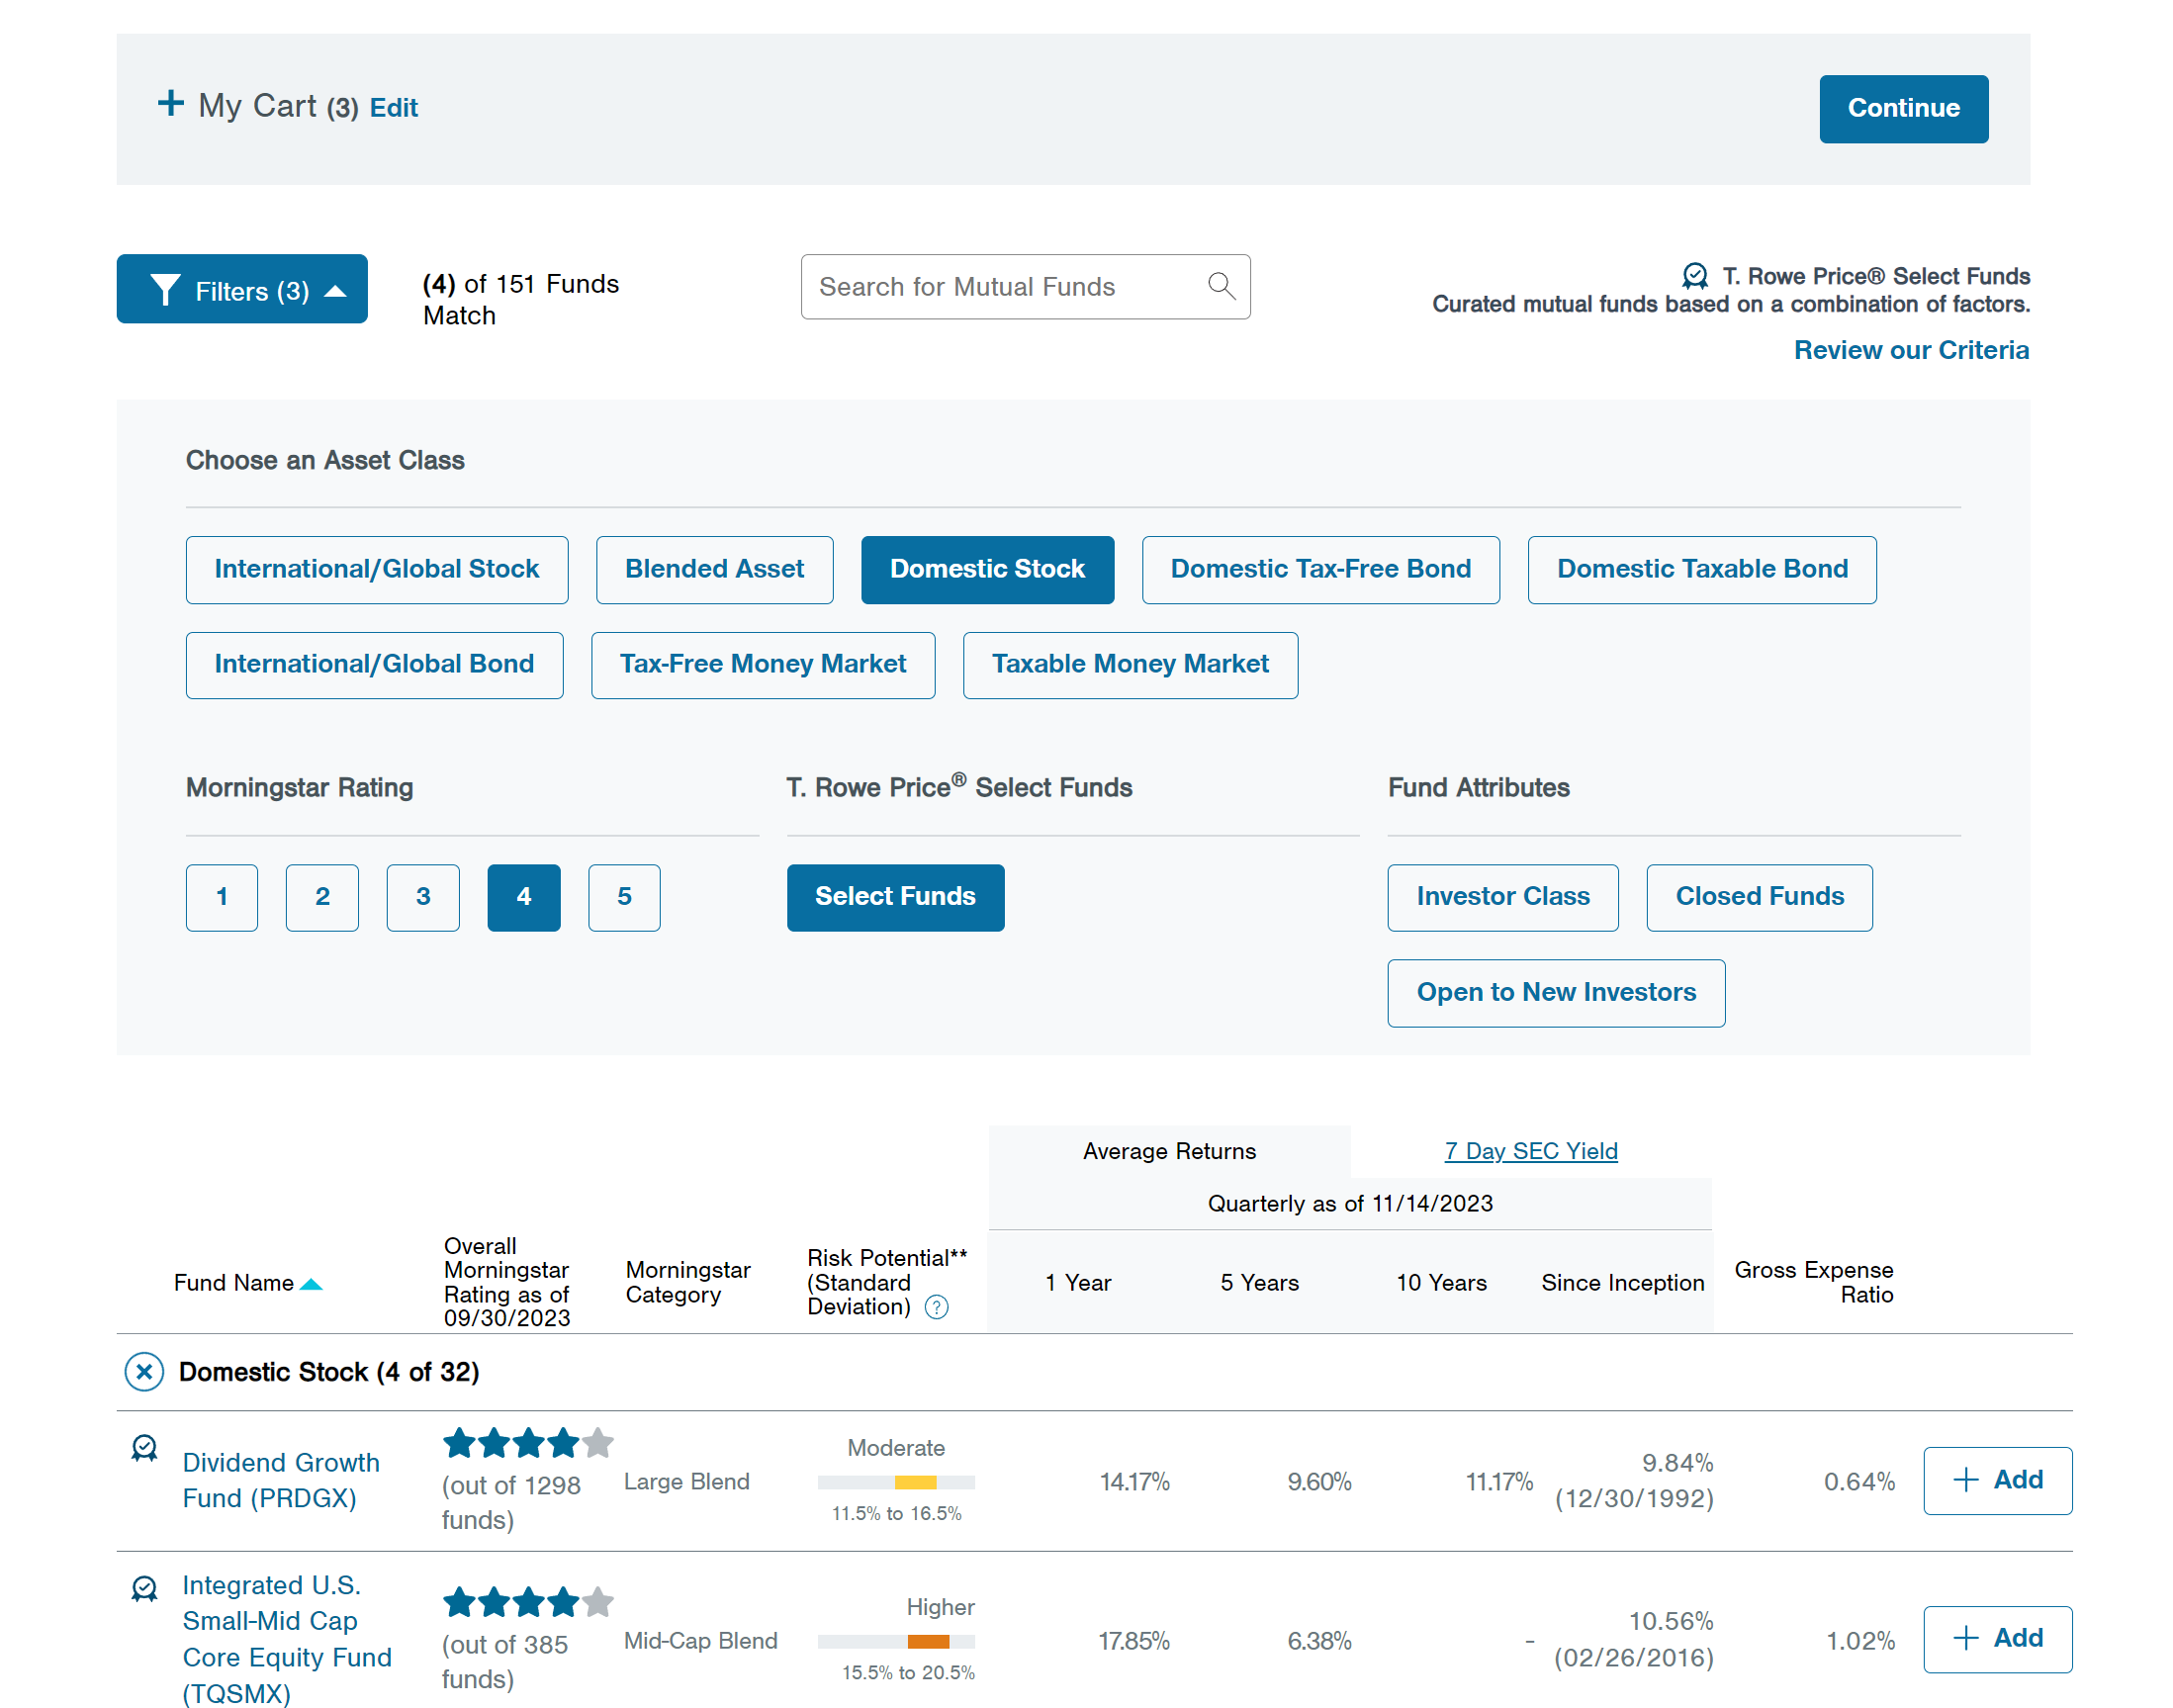 My Cart (3) Edit
Continue
Filters (3)
(4) of 151 Funds
Match
Search for Mutual Funds
T. Rowe Price® Select Funds
Curated mutual funds based on a combination of factors.
Review our Criteria
Choose an Asset Class
International/Global Stock
Blended Asset
Domestic Stock
Domestic Tax-Free Bond
Domestic Taxable Bond
International/Global Bond
Tax-Free Money Market
Taxable Money Market
Morningstar Rating
T. Rowe Price® Select Funds
Fund Attributes
1
2
3
4
5
Select Funds
Investor Class
Closed Funds
Open to New Investors
Average Returns
7 Day SEC Yield
Quarterly as of 11/14/2023
Fund Name
Overall
Morningstar
Rating as of
09/30/2023
Morningstar
Category
Risk Potential**
(Standard
Deviation) ?
1 Year
5 Years
10 Years
Since Inception
Gross Expense
Ratio
Domestic Stock (4 of 32)
Dividend Growth
Fund (PRDGX)
(out of 1298
funds)
Large Blend
Moderate
11.5% to 16.5%
14.17%
9.60%
11.17%
9.84%
(12/30/1992)
0.64%
+ Add
Integrated U.S.
Small-Mid Cap
Core Equity Fund
(TQSMX)
(out of 385
funds)
Mid-Cap Blend
Higher
15.5% to 20.5%
17.85%
6.38%
-
10.56%
(02/26/2016)
1.02%
+ Add